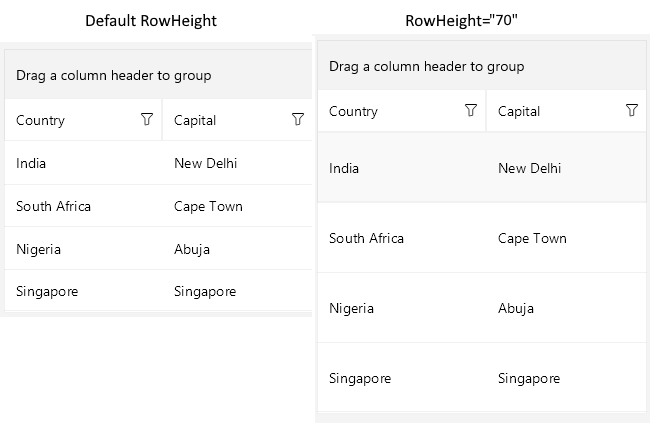 Default RowHeight
Drag a column header to group
Country Capital
India New Delhi
South Africa Cape Town
Nigeria Abuja
Singapore Singapore
RowHeight="70"
Drag a column header to group
Country Capital
India New Delhi
South Africa Cape Town
Nigeria Abuja
Singapore Singapore